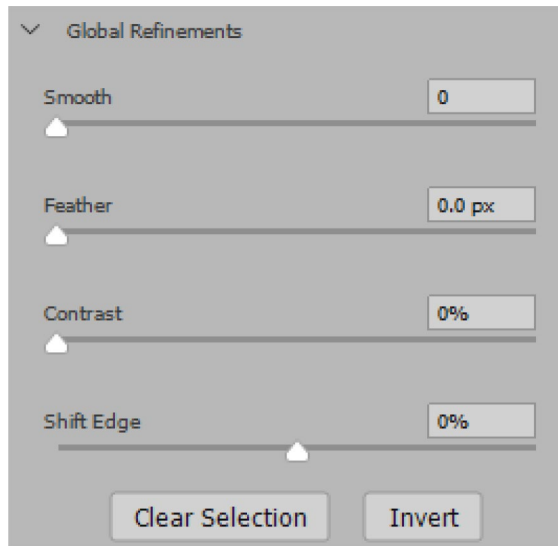 Global Refinements
Smooth 0
Feather 0.0 px
Contrast 0%
Shift Edge 0%
Clear Selection Invert